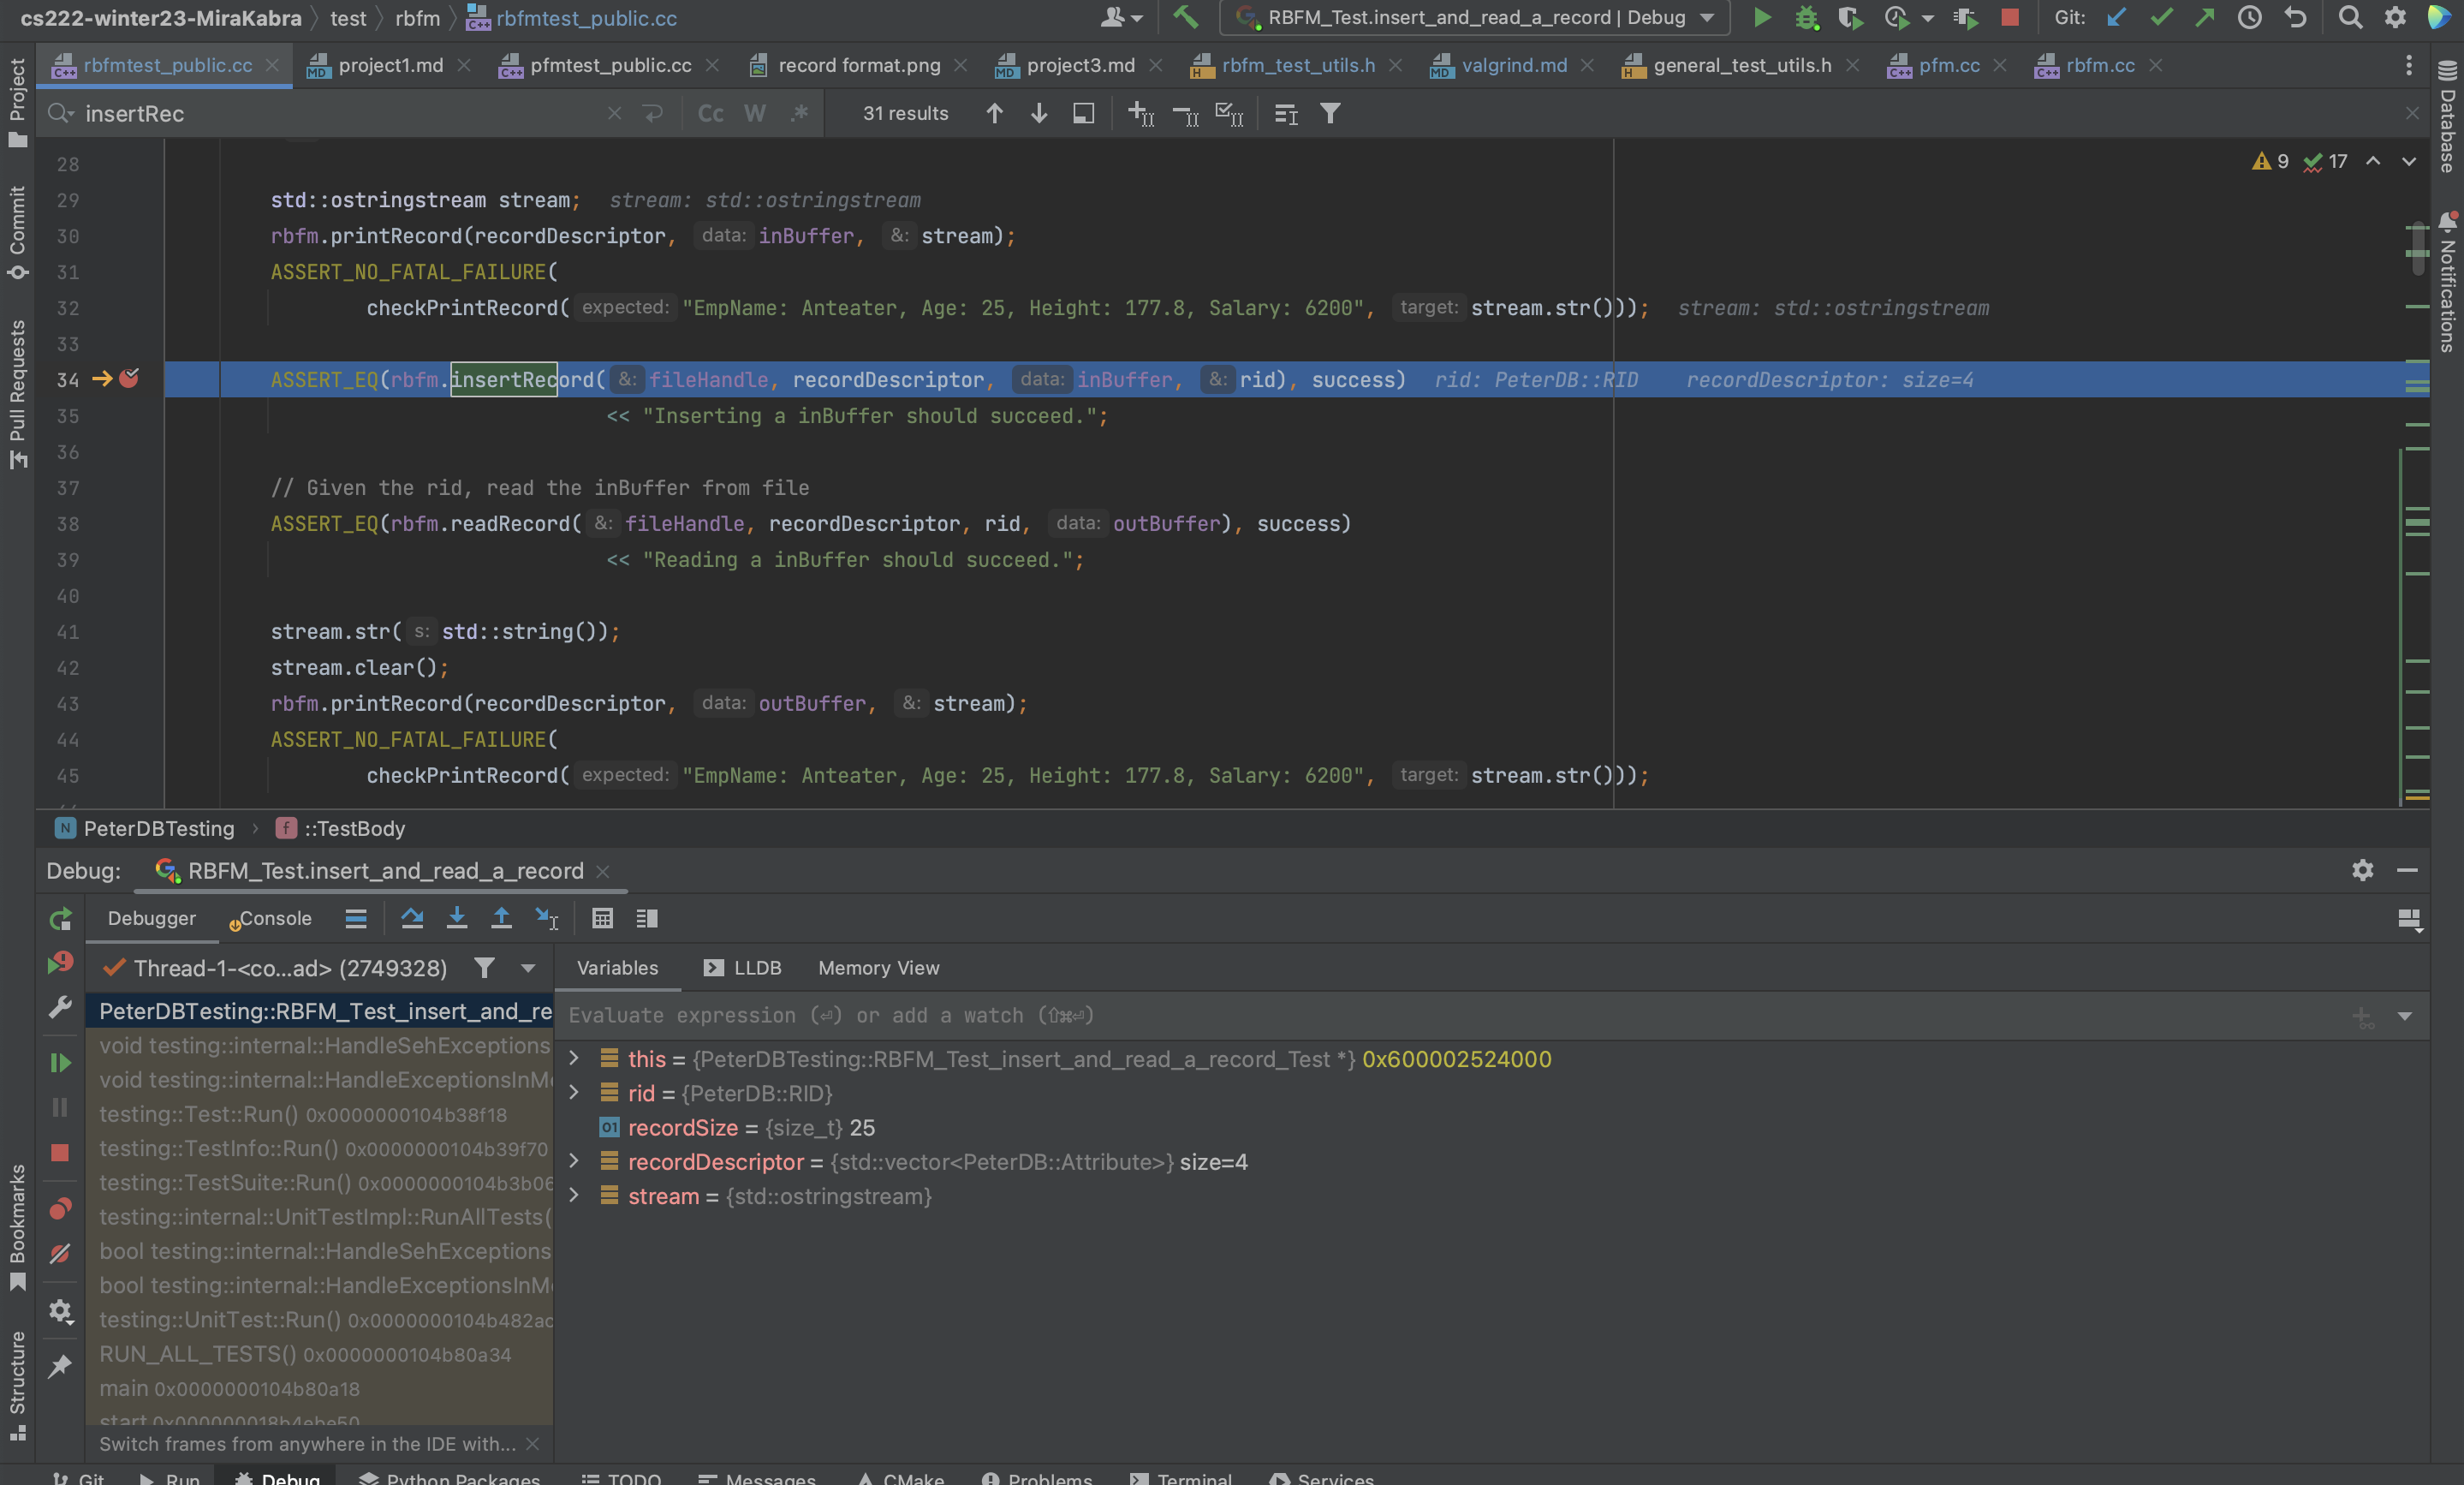 cs222-winter23-MiraKabra test rbfm rbfmtest_public.cc
RBFM_Test.insert_and_read_a_record | Debug
Git:
rbfmtest_public.cc project1.md pfmtest_public.cc record format.png project3.md rbfm_test_utils.h valgrind.md general_test_utils.h pfm.cc rbfm.cc
insertRec Cc W .* 31 results
9 17
28
29 std::ostringstream stream; stream: std::ostringstream
30 rbfm.printRecord(recordDescriptor, data: inBuffer, &: stream);
31 ASSERT_NO_FATAL_FAILURE(
32 checkPrintRecord( expected: "EmpName: Anteater, Age: 25, Height: 177.8, Salary: 6200", target: stream.str())); stream: std::ostringstream
33
34 ASSERT_EQ(rbfm.insertRecord( &: fileHandle, recordDescriptor, data: inBuffer, &: rid), success) rid: PeterDB::RID recordDescriptor: size=4
35 << "Inserting a inBuffer should succeed.";
36
37 // Given the rid, read the inBuffer from file
38 ASSERT_EQ(rbfm.readRecord( &: fileHandle, recordDescriptor, rid, data: outBuffer), success)
39 << "Reading a inBuffer should succeed.";
40
41 stream.str( s: std::string());
42 stream.clear();
43 rbfm.printRecord(recordDescriptor, data: outBuffer, &: stream);
44 ASSERT_NO_FATAL_FAILURE(
45 checkPrintRecord( expected: "EmpName: Anteater, Age: 25, Height: 177.8, Salary: 6200", target: stream.str()));
PeterDBTesting ::TestBody
Debug: RBFM_Test.insert_and_read_a_record
Debugger Console
Thread-1-<co...ad> (2749328)
PeterDBTesting::RBFM_Test_insert_and_re
void testing::internal::HandleSehExceptions
void testing::internal::HandleExceptionsInMe
testing::Test::Run() 0x0000000104b38f18
testing::TestInfo::Run() 0x0000000104b39f70
testing::TestSuite::Run() 0x0000000104b3b06
testing::internal::UnitTestImpl::RunAllTests(
bool testing::internal::HandleSehExceptions
bool testing::internal::HandleExceptionsInMe
testing::UnitTest::Run() 0x0000000104b482ac
RUN_ALL_TESTS() 0x0000000104b80a34
main 0x0000000104b80a18
start 0x000000018b4ebe50
Switch frames from anywhere in the IDE with...
Variables LLDB Memory View
Evaluate expression (⏎) or add a watch (⇧⌘⏎)
this = {PeterDBTesting::RBFM_Test_insert_and_read_a_record_Test *} 0x600002524000
rid = {PeterDB::RID}
01 recordSize = {size_t} 25
recordDescriptor = {std::vector<PeterDB::Attribute>} size=4
stream = {std::ostringstream}
Git Run Debug Python Packages TODO Messages CMake Problems Terminal Services
Project
Commit
Pull Requests
Bookmarks
Structure
Database
Notifications